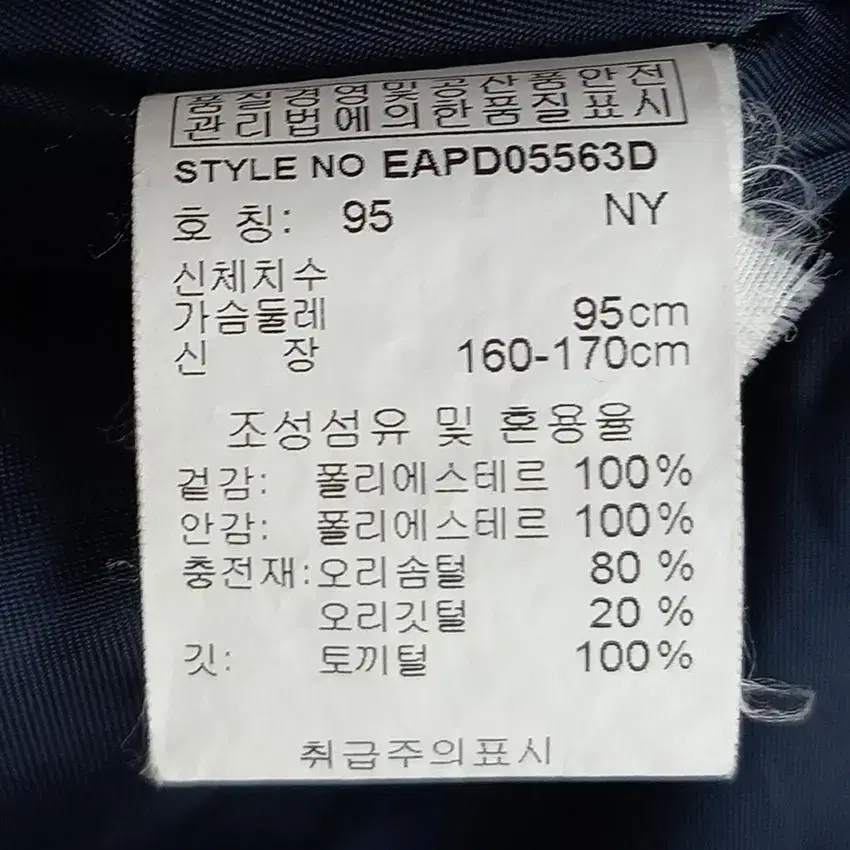 품질경영및공산품안전
관리법에의한품질표시
STYLE NO EAPD05563D
호 칭: 95 NY
신체치수
가슴둘레 95cm
신 장 160-170cm
조성섬유 및 혼용율
겉감: 폴리에스테르 100%
안감: 폴리에스테르 100%
충전재: 오리솜털 80 %
오리깃털 20 %
깃: 토끼털 100%
취급주의표시